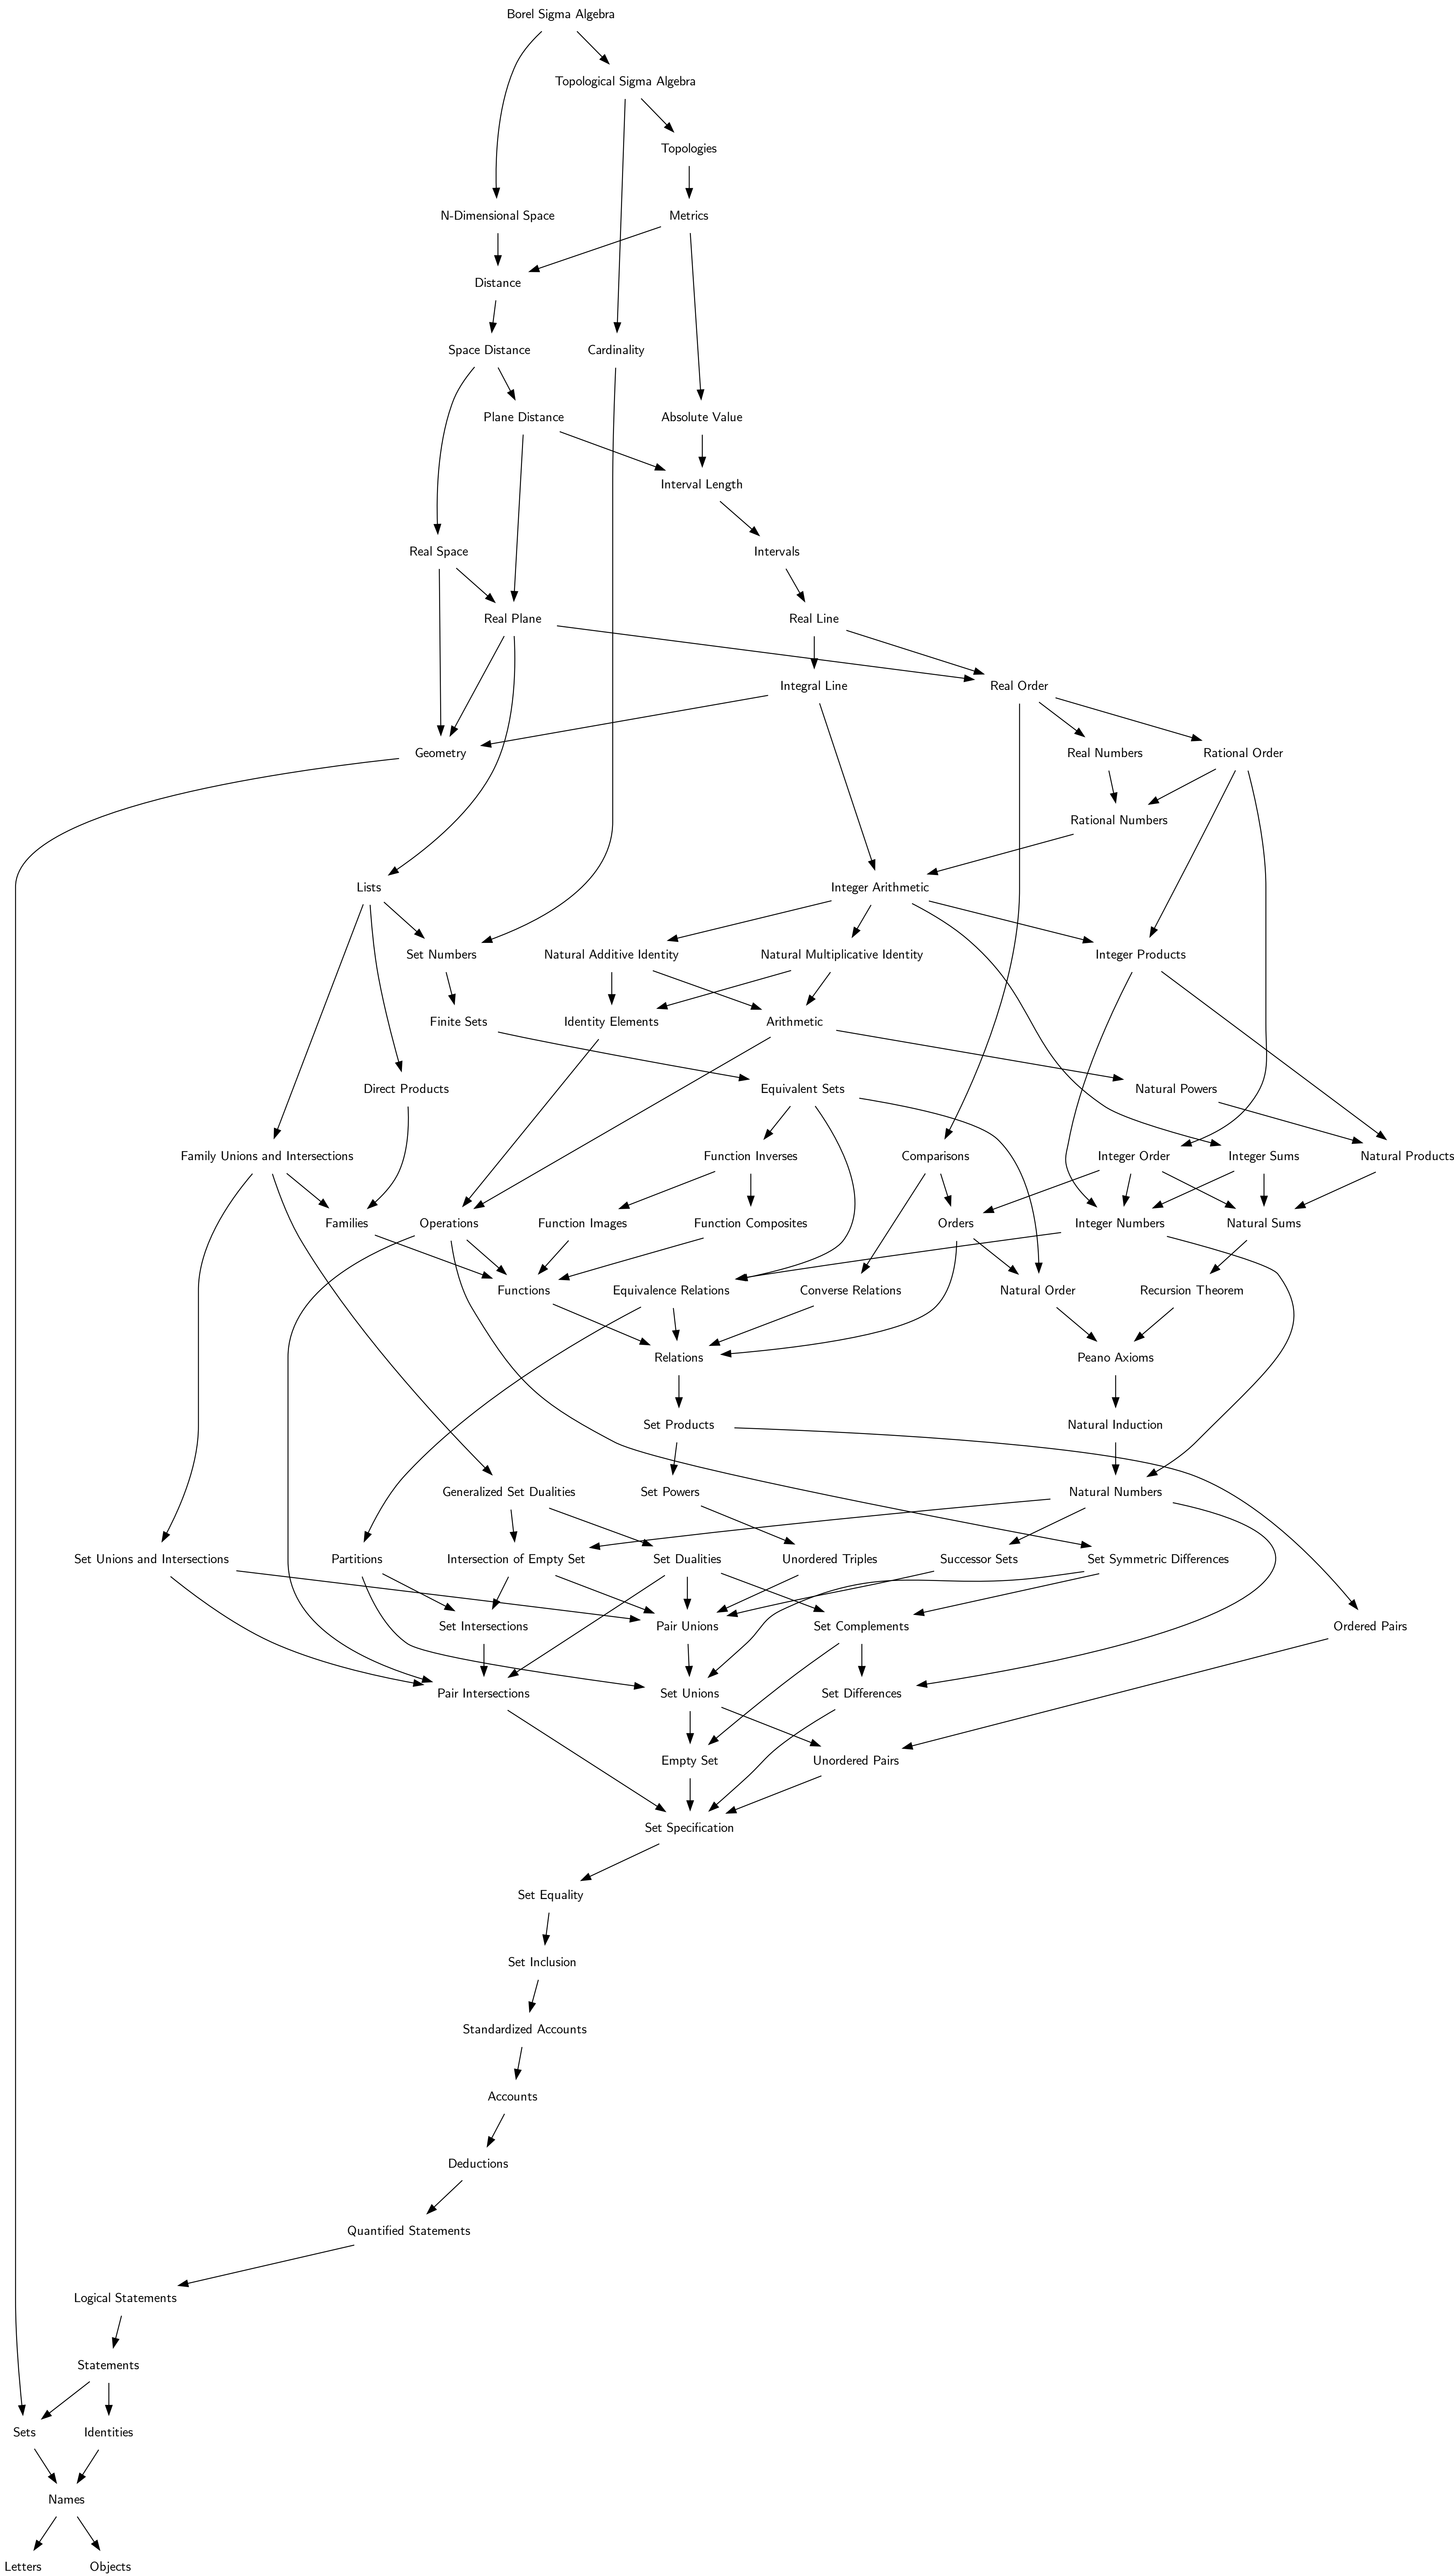 Borel Sigma Algebra
Topological Sigma Algebra
Topologies
N-Dimensional Space
Metrics
Distance
Space Distance
Cardinality
Plane Distance
Absolute Value
Interval Length
Real Space
Intervals
Real Plane
Real Line
Integral Line
Real Order
Geometry
Real Numbers
Rational Order
Rational Numbers
Lists
Integer Arithmetic
Set Numbers
Natural Additive Identity
Natural Multiplicative Identity
Integer Products
Finite Sets
Identity Elements
Arithmetic
Direct Products
Equivalent Sets
Natural Powers
Family Unions and Intersections
Function Inverses
Comparisons
Integer Order
Integer Sums
Natural Products
Families
Operations
Function Images
Function Composites
Orders
Integer Numbers
Natural Sums
Functions
Equivalence Relations
Converse Relations
Natural Order
Recursion Theorem
Relations
Peano Axioms
Set Products
Natural Induction
Generalized Set Dualities
Set Powers
Natural Numbers
Set Unions and Intersections
Partitions
Intersection of Empty Set
Set Dualities
Unordered Triples
Successor Sets
Set Symmetric Differences
Set Intersections
Pair Unions
Set Complements
Ordered Pairs
Pair Intersections
Set Unions
Set Differences
Empty Set
Unordered Pairs
Set Specification
Set Equality
Set Inclusion
Standardized Accounts
Accounts
Deductions
Quantified Statements
Logical Statements
Statements
Sets
Identities
Names
Letters
Objects